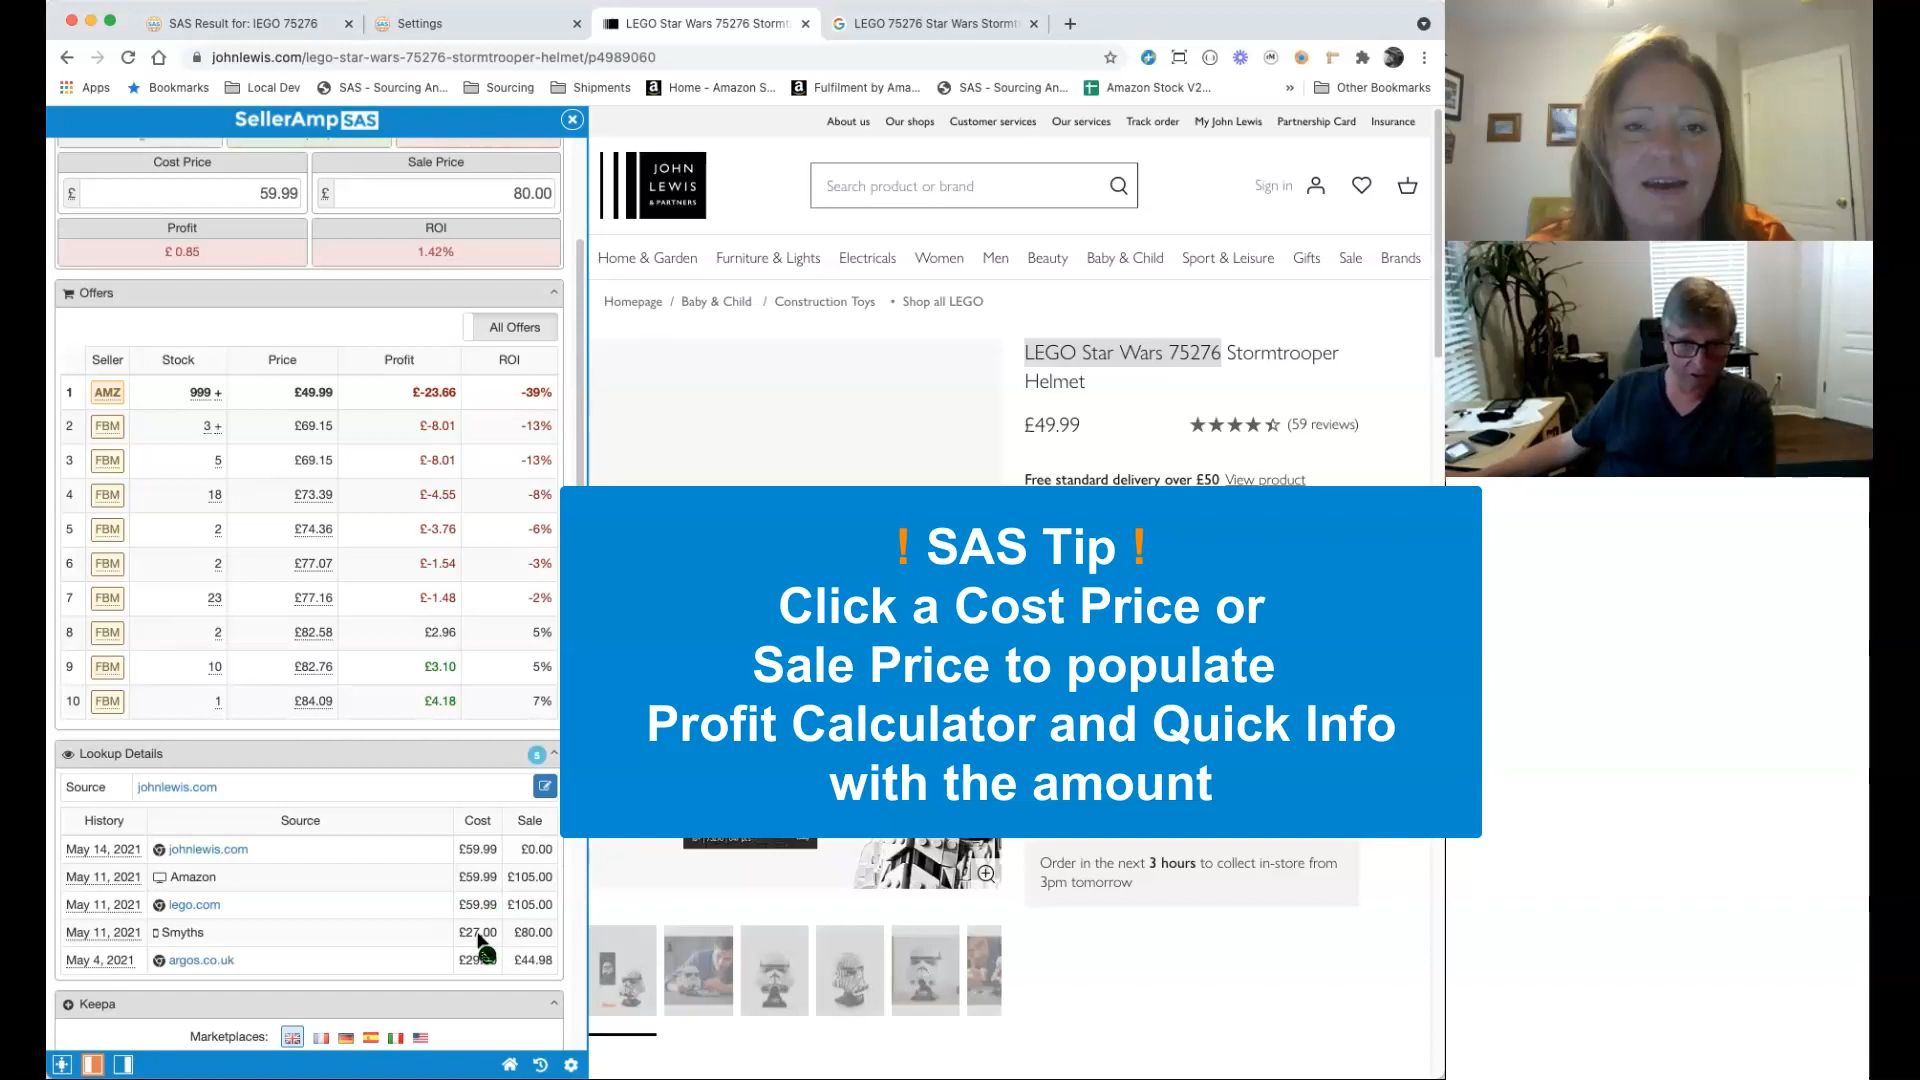 SAS Result for: lEGO 75276
Settings
LEGO Star Wars 75276 Stormt
LEGO 75276 Star Wars Stormt
johnlewis.com/lego-star-wars-75276-stormtrooper-helmet/p4989060
Apps
Bookmarks
Local Dev
SAS - Sourcing An...
Sourcing
Shipments
Home - Amazon S...
Fulfilment by Ama...
SAS - Sourcing An...
Amazon Stock V2...
»
Other Bookmarks
SellerAmp SAS
Cost Price
Sale Price
£ 59.99
£ 80.00
Profit
ROI
£ 0.85
1.42%
Offers
All Offers
Seller Stock Price Profit ROI
1 AMZ 999 + £49.99 £-23.66 -39%
2 FBM 3 + £69.15 £-8.01 -13%
3 FBM 5 £69.15 £-8.01 -13%
4 FBM 18 £73.39 £-4.55 -8%
5 FBM 2 £74.36 £-3.76 -6%
6 FBM 2 £77.07 £-1.54 -3%
7 FBM 23 £77.16 £-1.48 -2%
8 FBM 2 £82.58 £2.96 5%
9 FBM 10 £82.76 £3.10 5%
10 FBM 1 £84.09 £4.18 7%
Lookup Details
5
Source johnlewis.com
History Source Cost Sale
May 14, 2021 johnlewis.com £59.99 £0.00
May 11, 2021 Amazon £59.99 £105.00
May 11, 2021 lego.com £59.99 £105.00
May 11, 2021 Smyths £27.00 £80.00
May 4, 2021 argos.co.uk £44.98
Keepa
Marketplaces:
About us
Our shops
Customer services
Our services
Track order
My John Lewis
Partnership Card
Insurance
JOHN
LEWIS
& PARTNERS
Search product or brand
Sign in
Home & Garden
Furniture & Lights
Electricals
Women
Men
Beauty
Baby & Child
Sport & Leisure
Gifts
Sale
Brands
Homepage / Baby & Child / Construction Toys • Shop all LEGO
LEGO Star Wars 75276 Stormtrooper
Helmet
£49.99
(59 reviews)
Free standard delivery over £50 View product
! SAS Tip !
Click a Cost Price or
Sale Price to populate
Profit Calculator and Quick Info
with the amount
Order in the next 3 hours to collect in-store from
3pm tomorrow